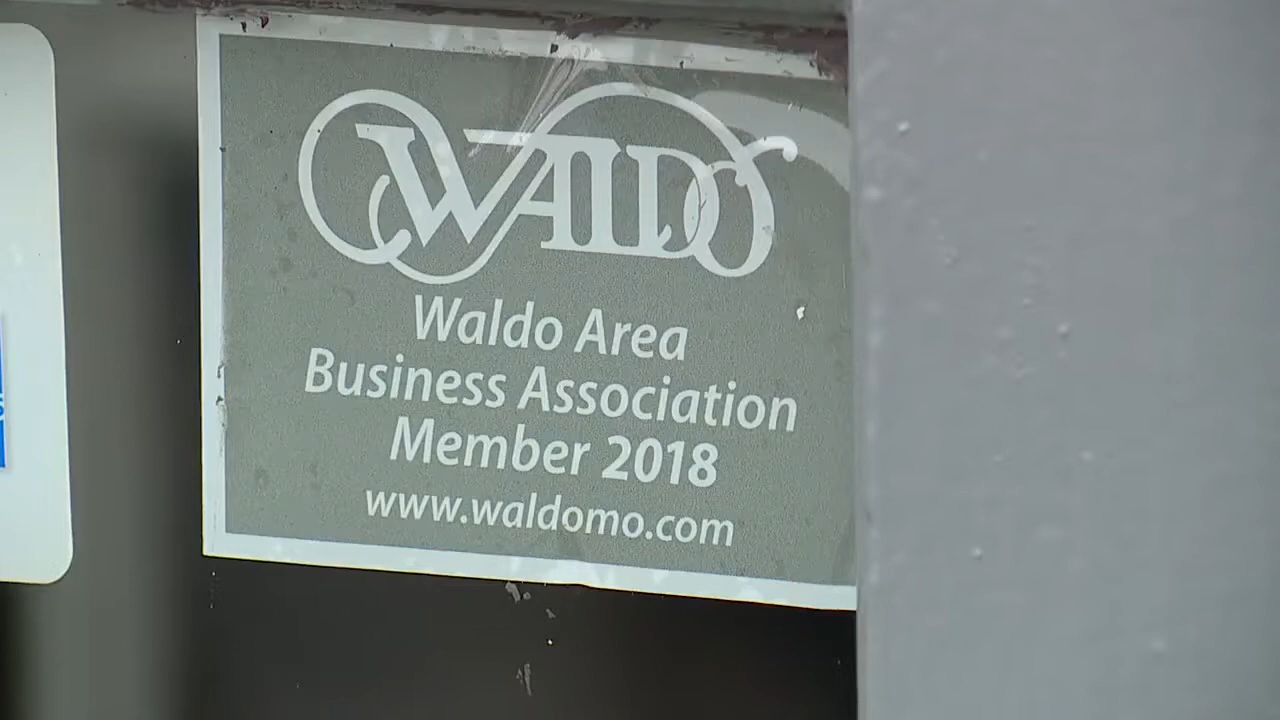 WALDO
Waldo Area
Business Association
Member 2018
www.waldomo.com